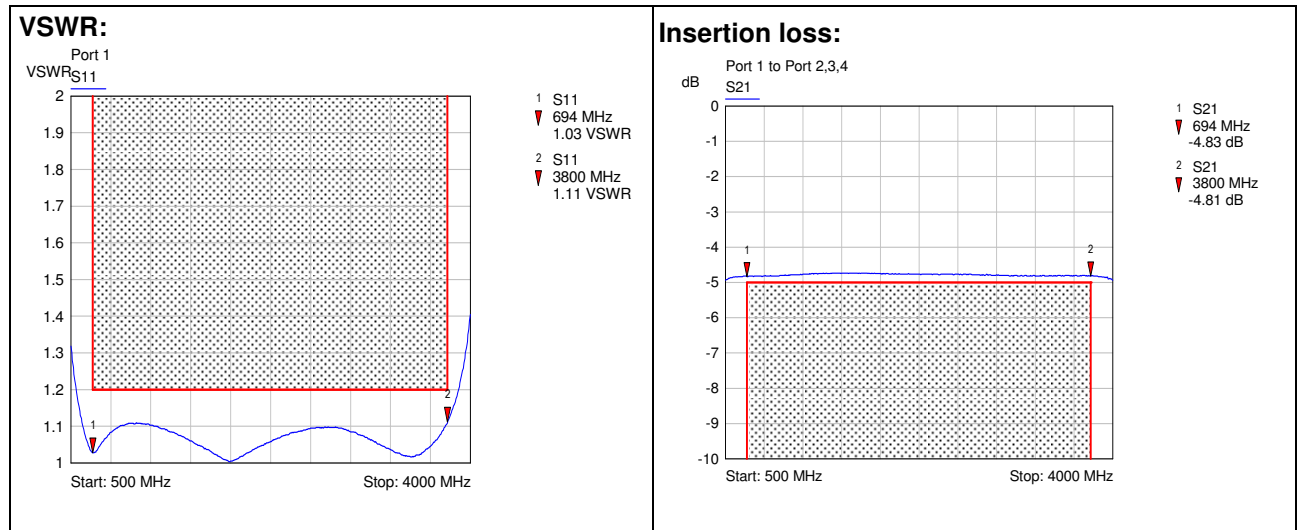 VSWR:
Port 1
VSWR
S11
2
1.9
1.8
1.7
1.6
1.5
1.4
1.3
1.2
1.1
1
1
2
Start: 500 MHz
Stop: 4000 MHz
1 S11
694 MHz
1.03 VSWR
2 S11
3800 MHz
1.11 VSWR
Insertion loss:
Port 1 to Port 2,3,4
dB
S21
0
-1
-2
-3
-4
-5
-6
-7
-8
-9
-10
1
2
Start: 500 MHz
Stop: 4000 MHz
1 S21
694 MHz
-4.83 dB
2 S21
3800 MHz
-4.81 dB